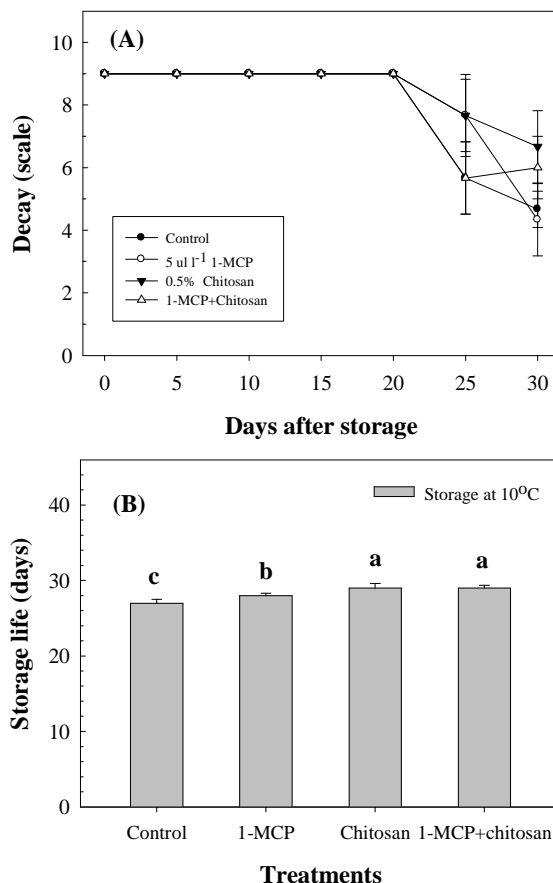 (A)
10
8
6
4
2
0
Decay (scale)
Control
5 ul l-1 1-MCP
0.5% Chitosan
1-MCP+Chitosan
0 5 10 15 20 25 30
Days after storage
(B)
Storage at 10oC
40
30
20
10
0
Storage life (days)
c b a a
Control 1-MCP Chitosan 1-MCP+chitosan
Treatments